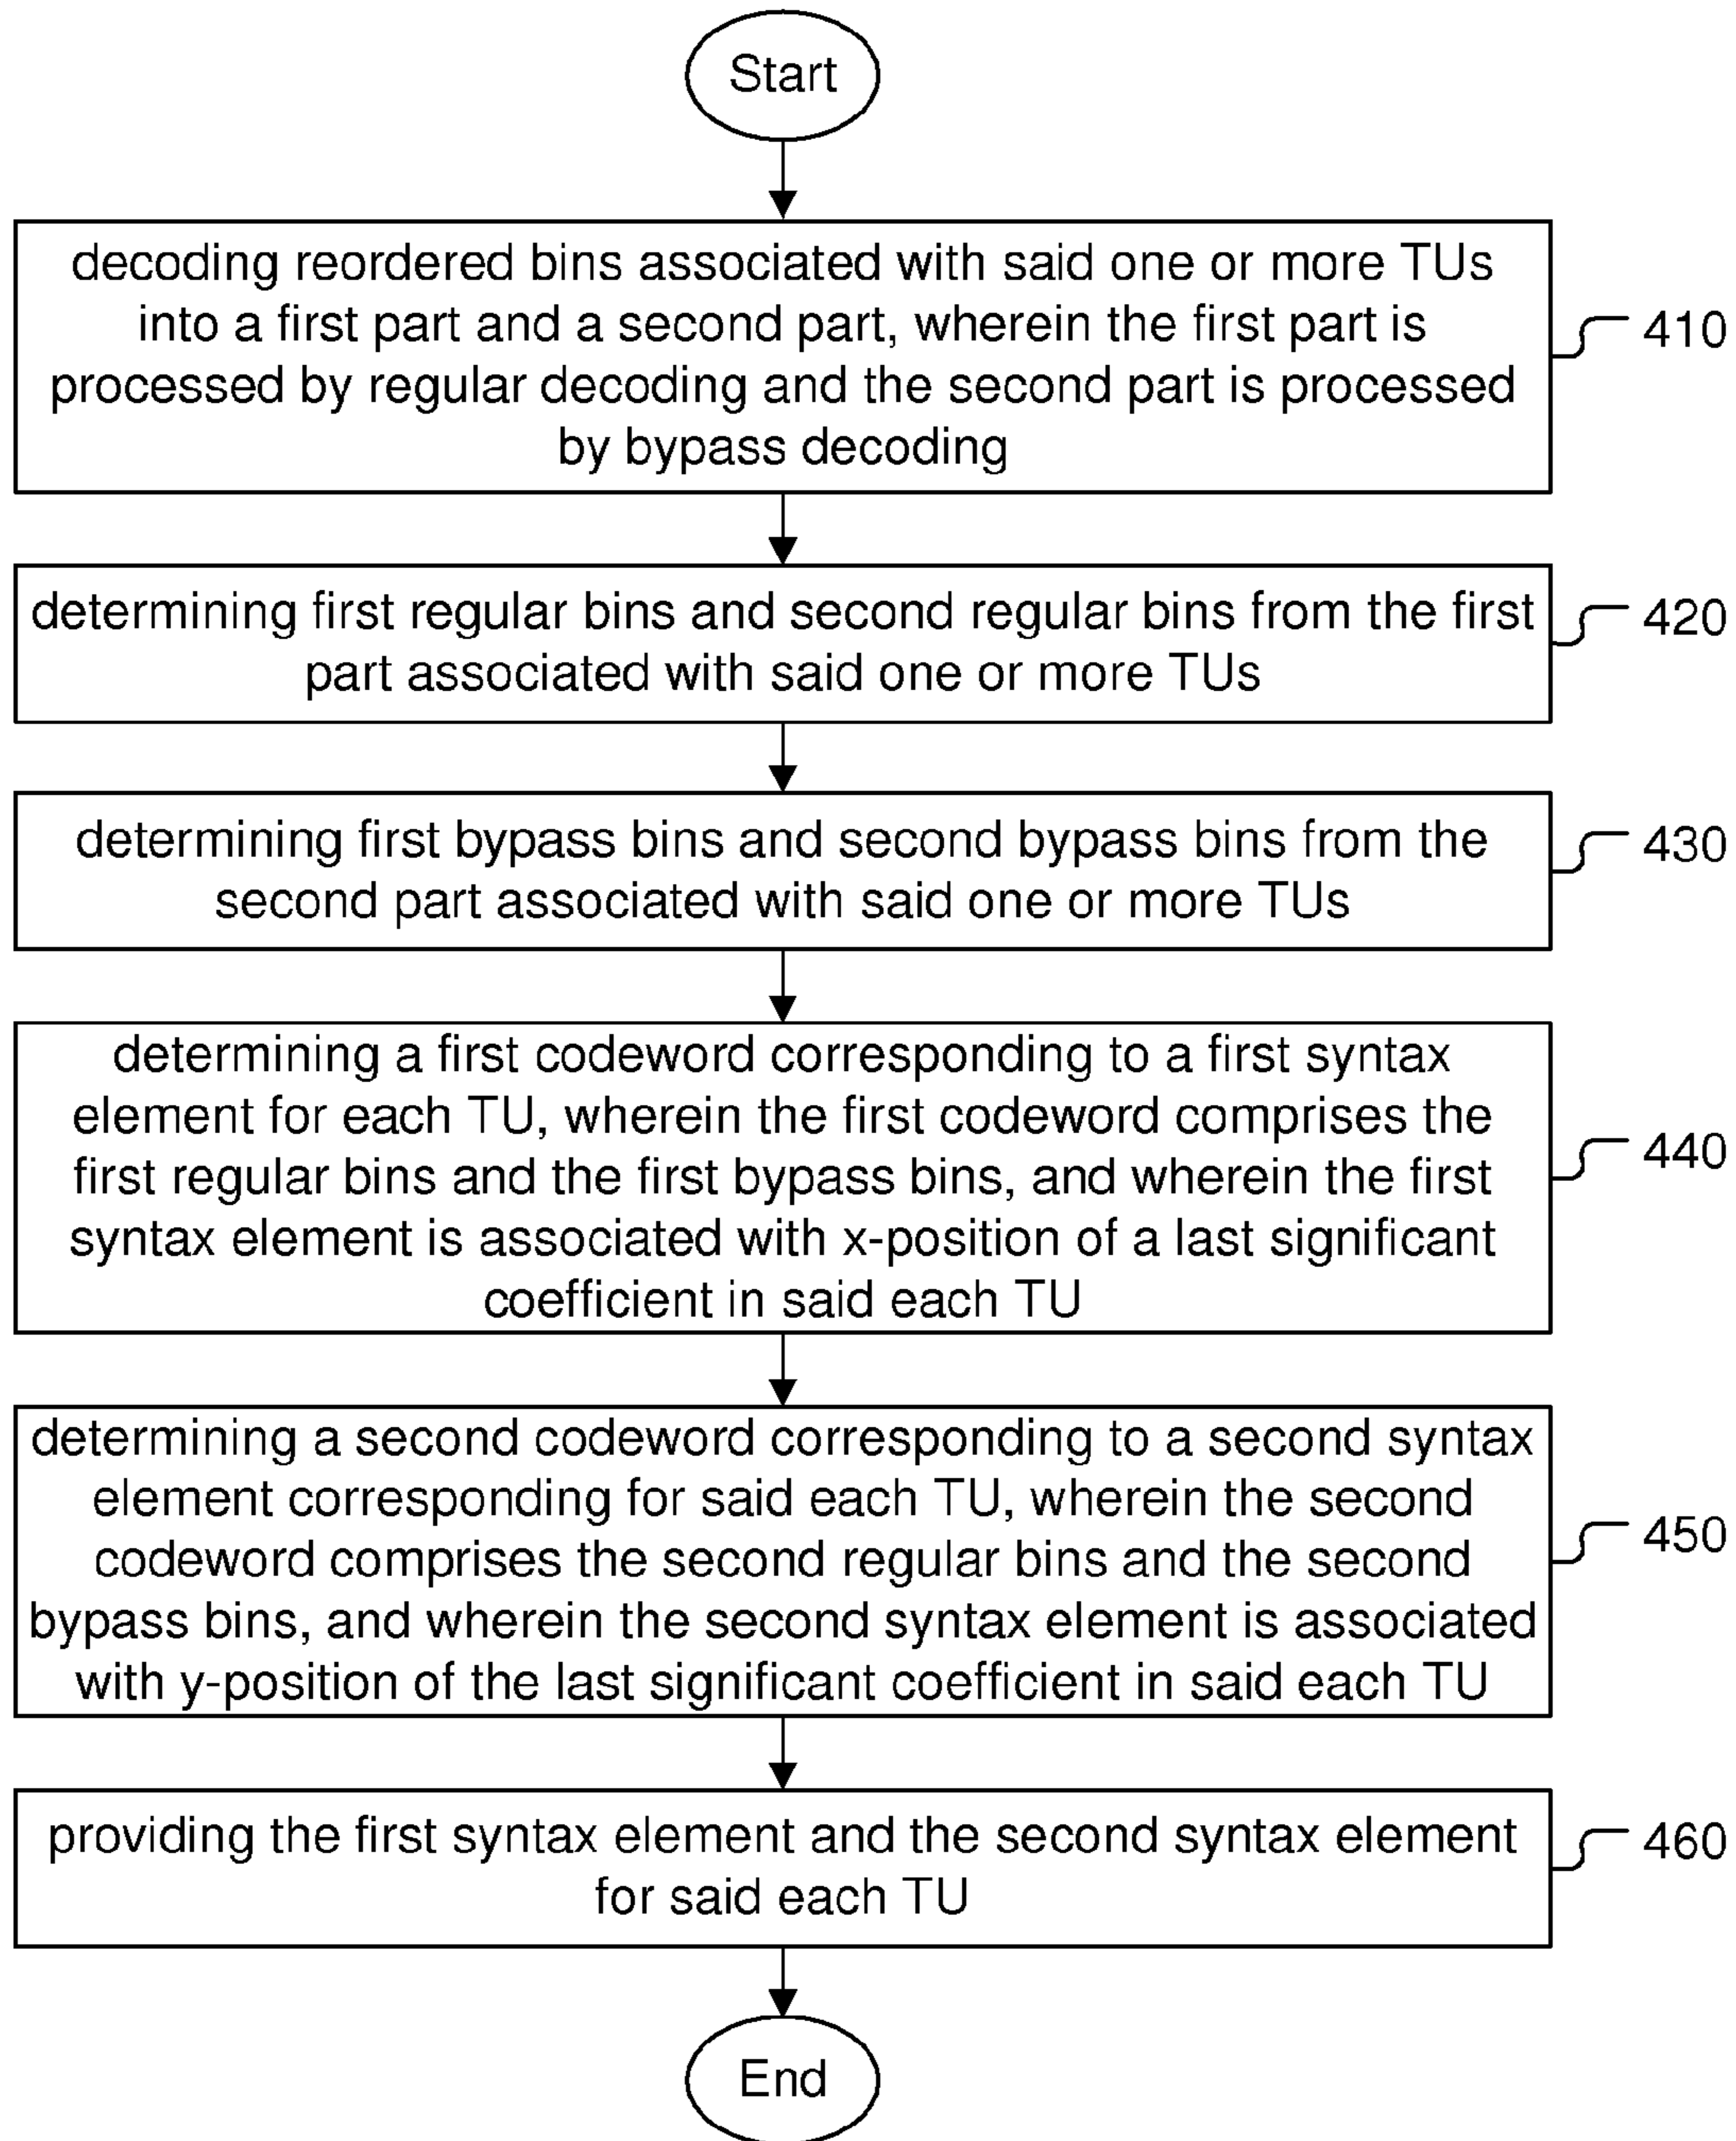 Start
decoding reordered bins associated with said one or more TUs
into a first part and a second part, wherein the first part is
processed by regular decoding and the second part is processed
by bypass decoding
410
determining first regular bins and second regular bins from the first
part associated with said one or more TUs
420
determining first bypass bins and second bypass bins from the
second part associated with said one or more TUs
430
determining a first codeword corresponding to a first syntax
element for each TU, wherein the first codeword comprises the
first regular bins and the first bypass bins, and wherein the first
syntax element is associated with x-position of a last significant
coefficient in said each TU
440
determining a second codeword corresponding to a second syntax
element corresponding for said each TU, wherein the second
codeword comprises the second regular bins and the second
bypass bins, and wherein the second syntax element is associated
with y-position of the last significant coefficient in said each TU
450
providing the first syntax element and the second syntax element
for said each TU
460
End